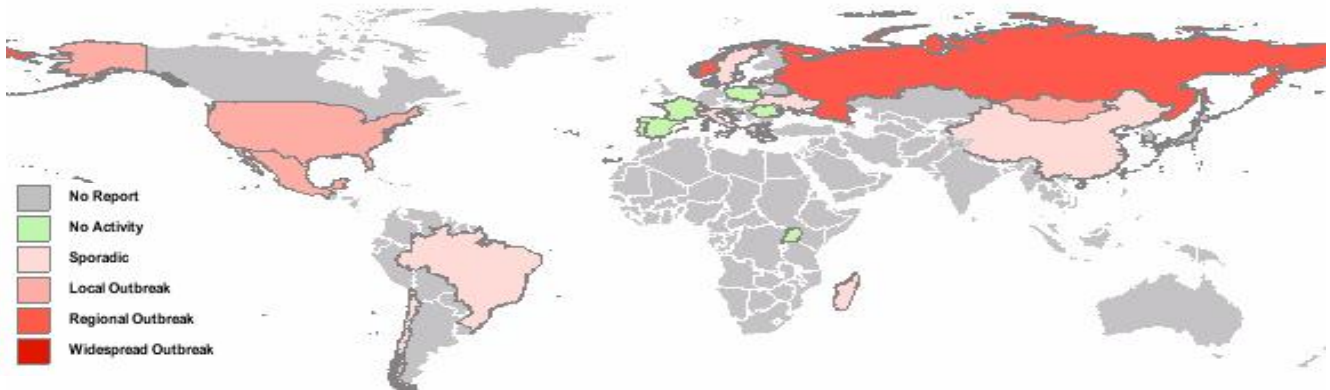 No Report
No Activity
Sporadic
Local Outbreak
Regional Outbreak
Widespread Outbreak